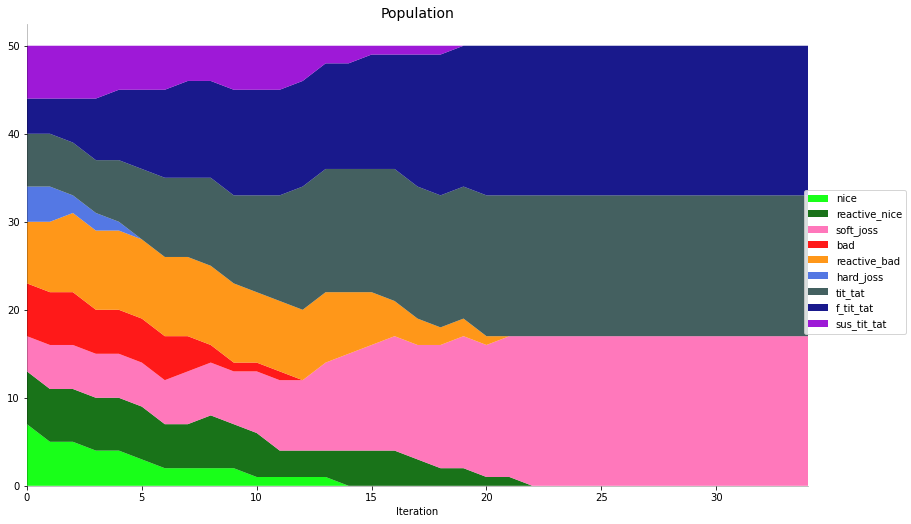 Population
50
40
30
20
10
0
0 5 10 15 20 25 30
Iteration
nice
reactive_nice
soft_joss
bad
reactive_bad
hard_joss
tit_tat
f_tit_tat
sus_tit_tat